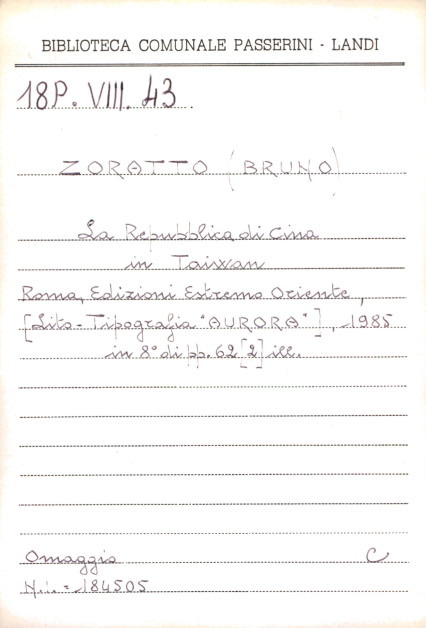 BIBLIOTECA COMUNALE PASSERINI - LANDI
18P. VIII. 43.
ZORATTO (BRUNO)
La Repubblica di Cina
in Taiwan
Roma, Edizioni Estremo Oriente,
[Lito-Tipografia "AURORA"], 1985
in 8° di pp. 62 [2] ill.
Omaggio C
N.i. = 184505